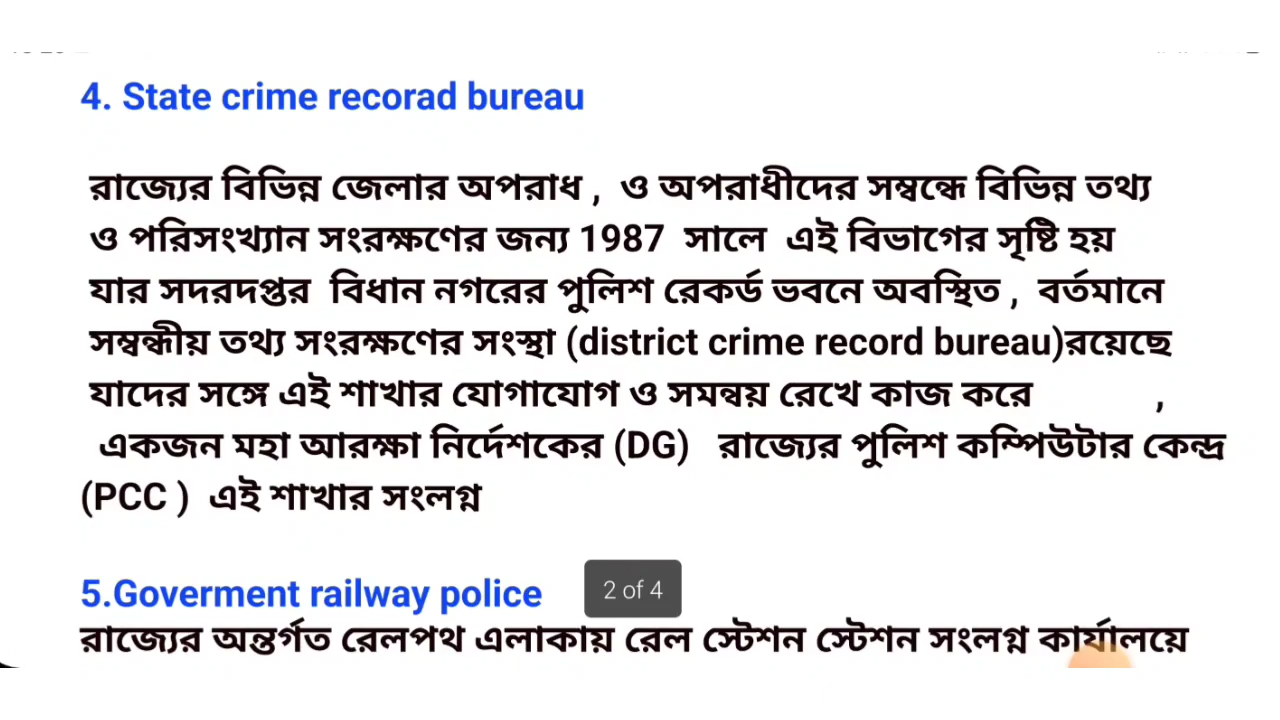 4. State crime recorad bureau
রাজ্যের বিভিন্ন জেলার অপরাধ , ও অপরাধীদের সম্বন্ধে বিভিন্ন তথ্য
ও পরিসংখ্যান সংরক্ষণের জন্য 1987 সালে এই বিভাগের সৃষ্টি হয়
যার সদরদপ্তর বিধান নগরের পুলিশ রেকর্ড ভবনে অবস্থিত , বর্তমানে
সম্বন্ধীয় তথ্য সংরক্ষণের সংস্থা (district crime record bureau)রয়েছে
যাদের সঙ্গে এই শাখার যোগাযোগ ও সমন্বয় রেখে কাজ করে ,
একজন মহা আরক্ষা নির্দেশকের (DG) রাজ্যের পুলিশ কম্পিউটার কেন্দ্র
(PCC ) এই শাখার সংলগ্ন
5.Goverment railway police
2 of 4
রাজ্যের অন্তর্গত রেলপথ এলাকায় রেল স্টেশন স্টেশন সংলগ্ন কার্যালয়ে